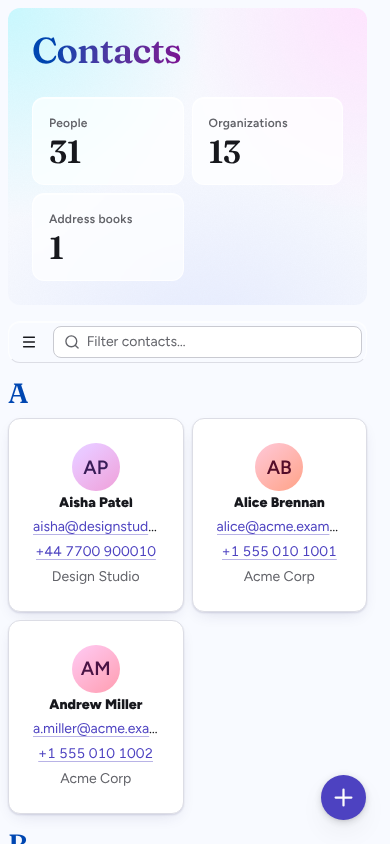 Contacts
People
31
Organizations
13
Address books
1
Filter contacts...
A
AP
Aisha Patel
aisha@designstud...
+44 7700 900010
Design Studio
AB
Alice Brennan
alice@acme.exam...
+1 555 010 1001
Acme Corp
AM
Andrew Miller
a.miller@acme.exa...
+1 555 010 1002
Acme Corp